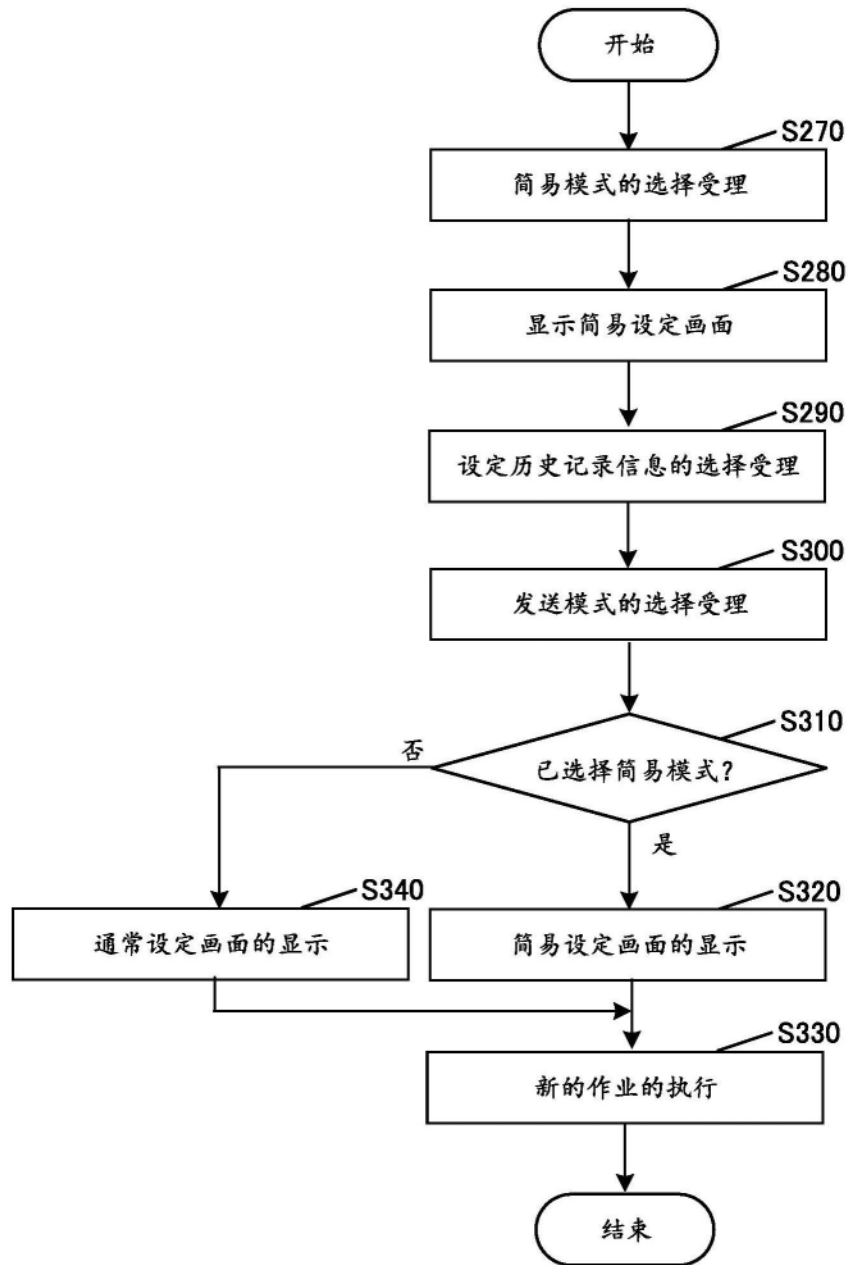 开始
S270
简易模式的选择受理
S280
显示简易设定画面
S290
设定历史记录信息的选择受理
S300
发送模式的选择受理
S310
已选择简易模式?
否
是
S340
通常设定画面的显示
S320
简易设定画面的显示
S330
新的作业的执行
结束